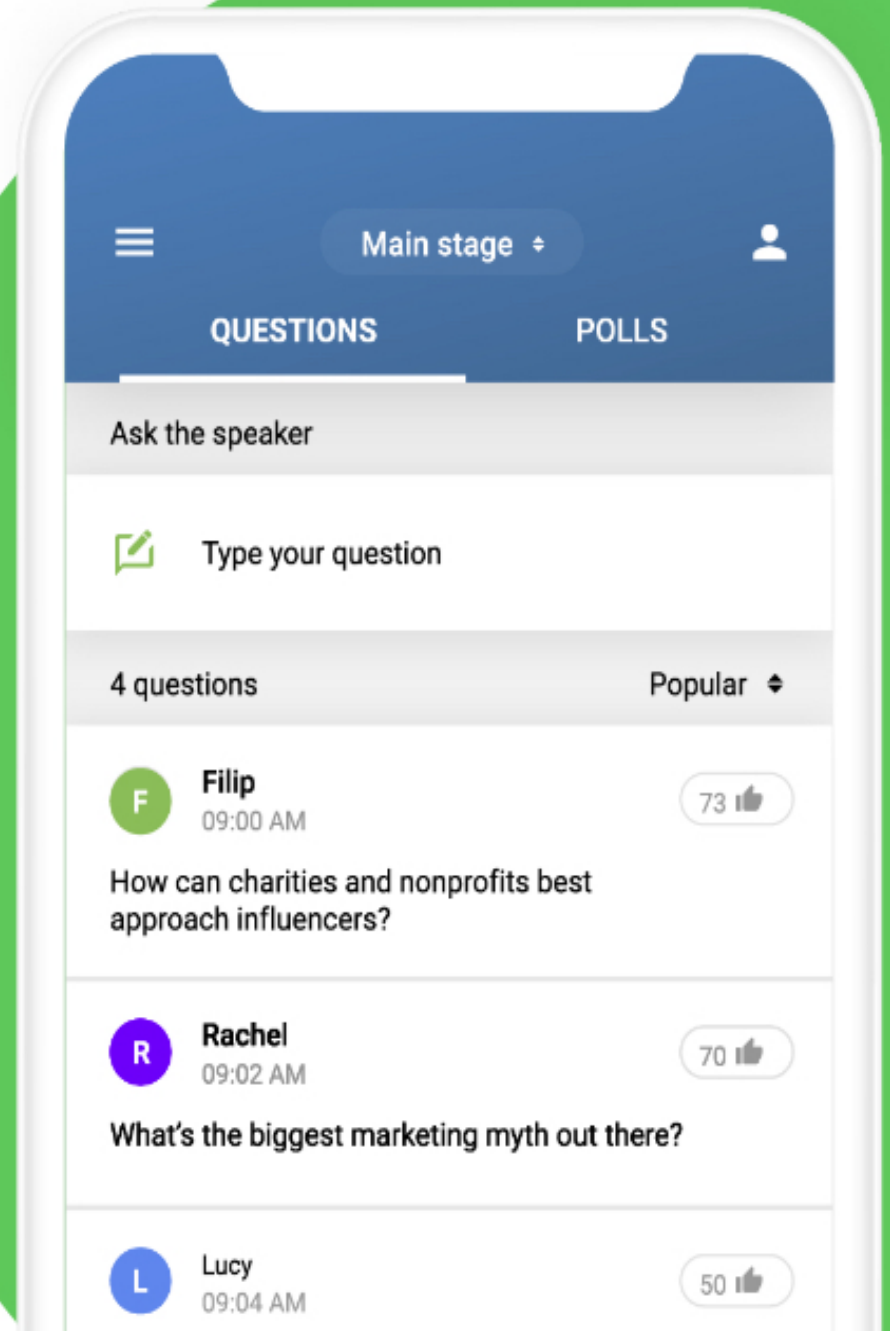 Main stage
QUESTIONS POLLS
Ask the speaker
Type your question
4 questions Popular
F Filip 73
09:00 AM
How can charities and nonprofits best
approach influencers?
R Rachel 70
09:02 AM
What's the biggest marketing myth out there?
L Lucy 50
09:04 AM